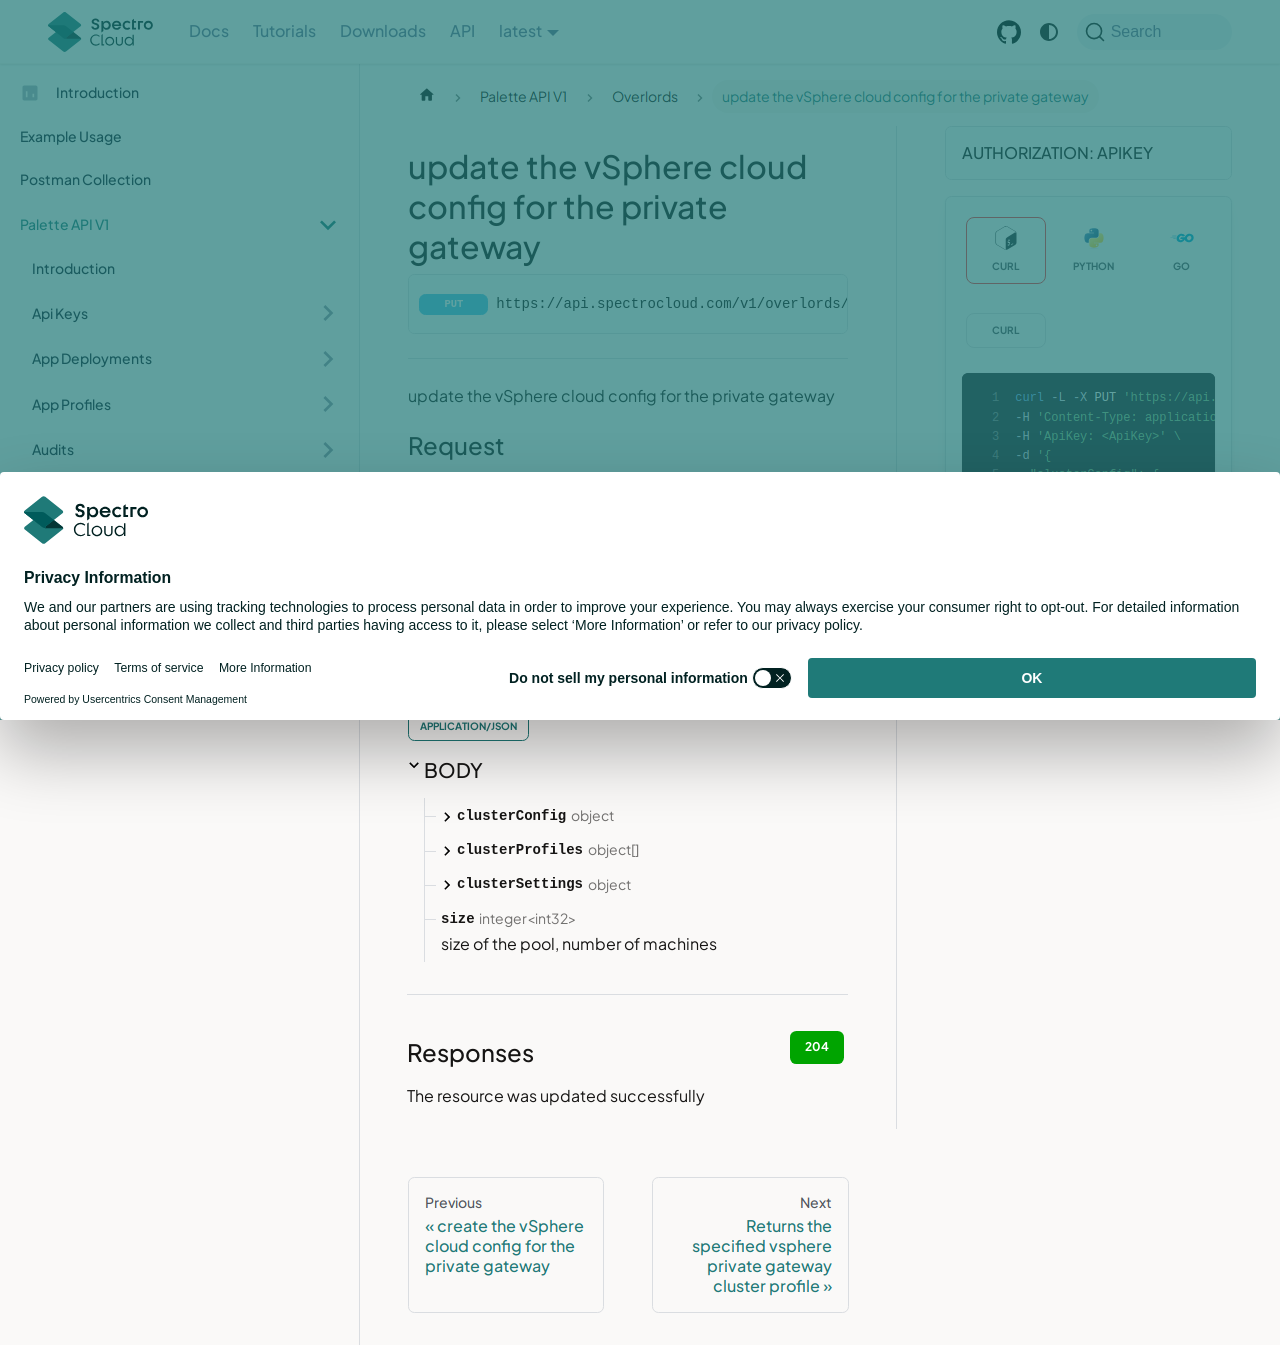 Spectro Cloud
Docs
Tutorials
Downloads
API
latest
Search
Introduction
Example Usage
Postman Collection
Palette API V1
Introduction
Api Keys
App Deployments
App Profiles
Audits
Palette API V1
Overlords
update the vSphere cloud config for the private gateway
update the vSphere cloud
config for the private
gateway
PUT https://api.spectrocloud.com/v1/overlords/
update the vSphere cloud config for the private gateway
Request
AUTHORIZATION: APIKEY
CURL
PYTHON
GO
CURL
1 curl -L -X PUT 'https://api.
2 -H 'Content-Type: applicatio
3 -H 'ApiKey: <ApiKey>' \
4 -d '{
Spectro
Cloud
Privacy Information
We and our partners are using tracking technologies to process personal data in order to improve your experience. You may always exercise your consumer right to opt-out. For detailed information
about personal information we collect and third parties having access to it, please select ‘More Information’ or refer to our privacy policy.
Privacy policy
Terms of service
More Information
Powered by Usercentrics Consent Management
Do not sell my personal information
OK
APPLICATION/JSON
BODY
clusterConfig object
clusterProfiles object[]
clusterSettings object
size integer<int32>
size of the pool, number of machines
Responses
204
The resource was updated successfully
Previous
« create the vSphere
cloud config for the
private gateway
Next
Returns the
specified vsphere
private gateway
cluster profile »